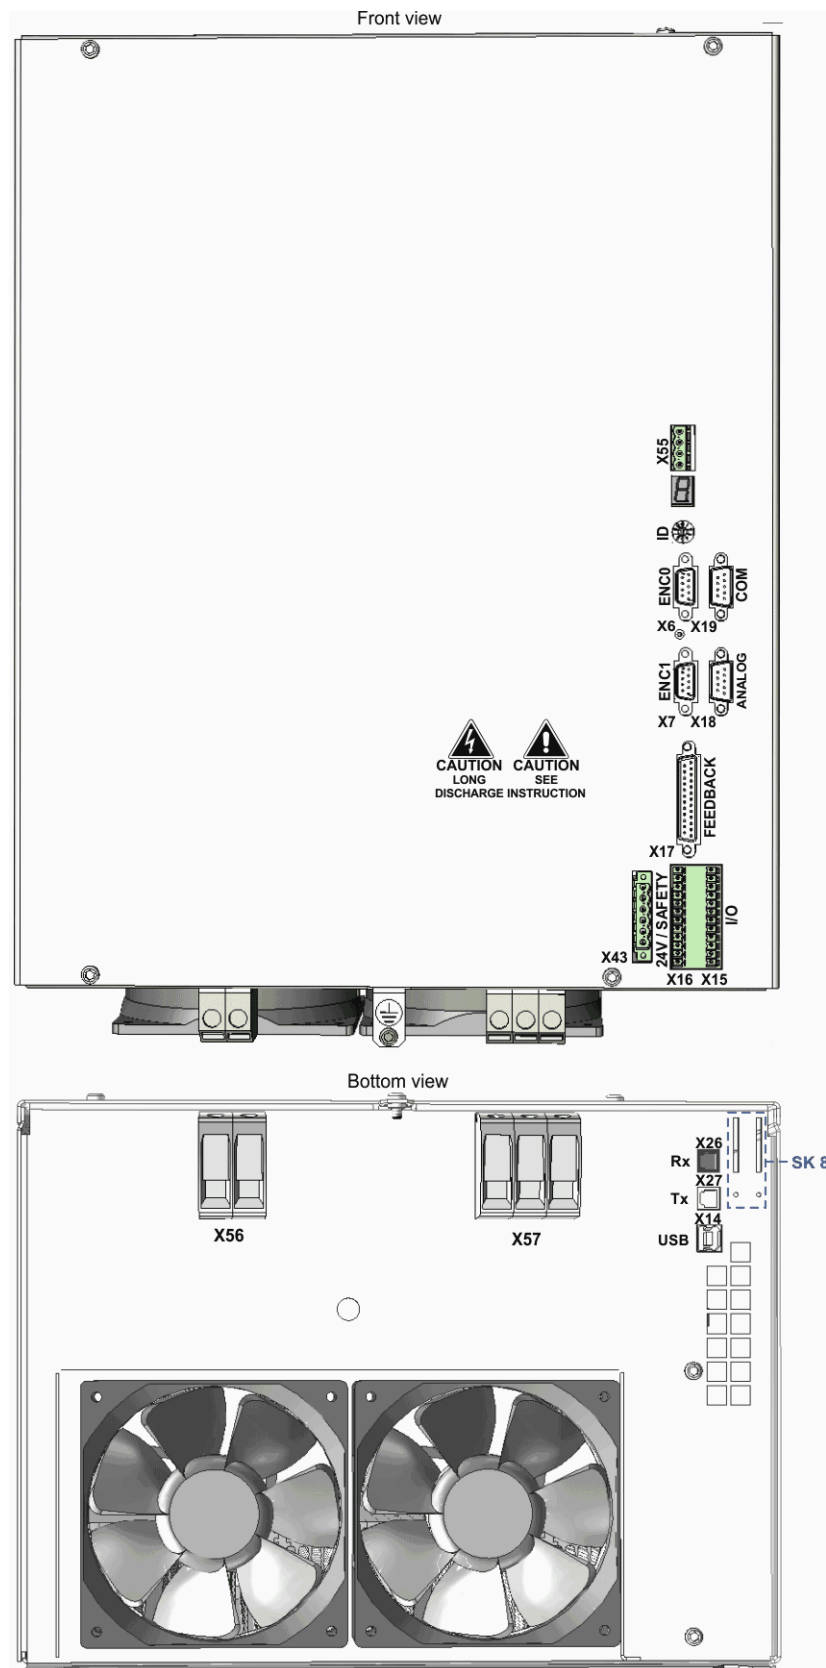 Front view
X55
ID
ENC0
COM
X6 X19
ENC1
ANALOG
X7 X18
CAUTION
LONG
DISCHARGE
CAUTION
SEE
INSTRUCTION
FEEDBACK
X17
24V / SAFETY
I/O
X43
X16 X15
Bottom view
X26
Rx
SK 8
X27
Tx
X14
USB
X56
X57